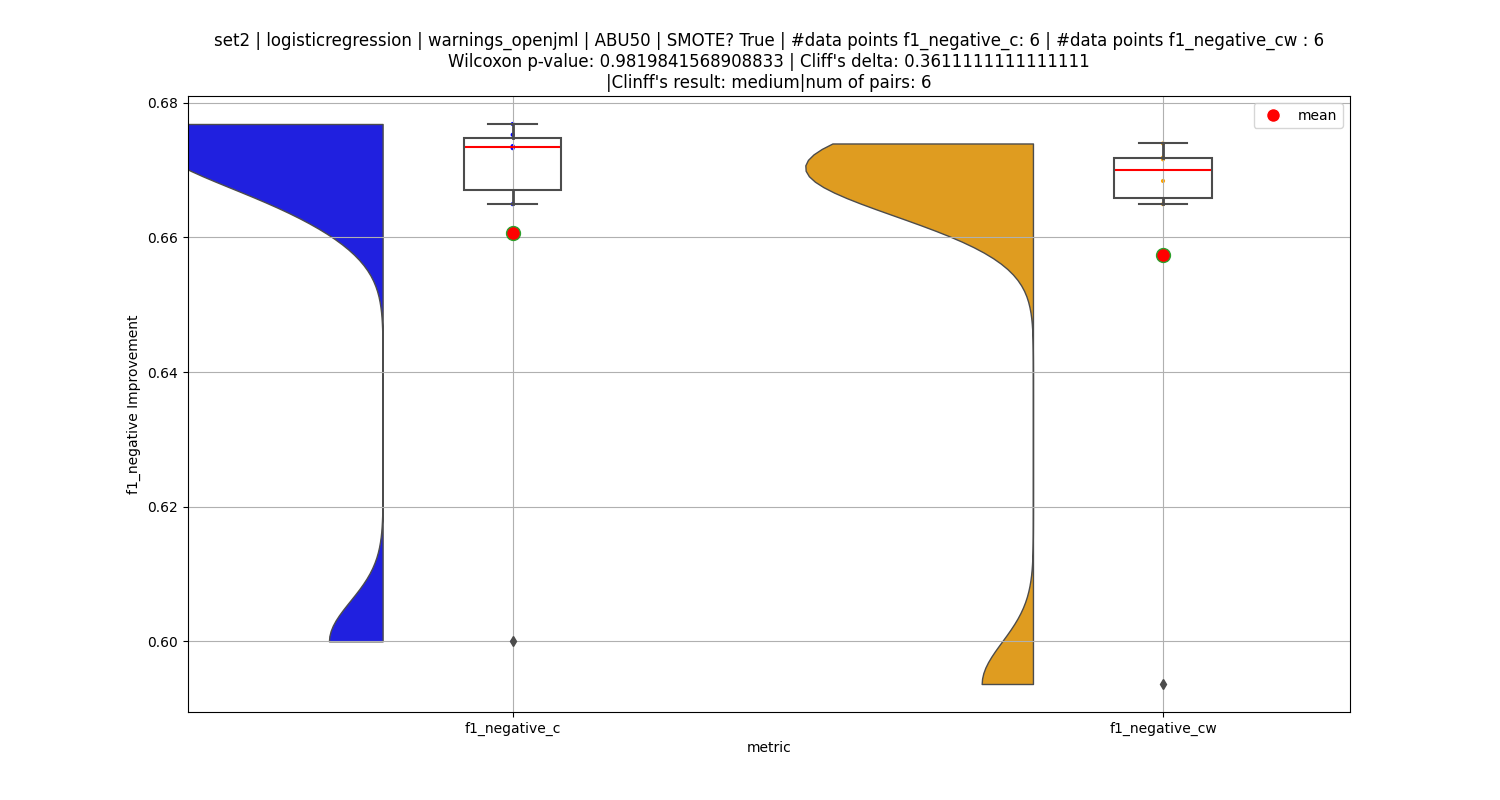 set2 | logisticregression | warnings_openjml | ABU50 | SMOTE? True | #data points f1_negative_c: 6 | #data points f1_negative_cw : 6
Wilcoxon p-value: 0.9819841568908833 | Cliff's delta: 0.3611111111111111
|Clinff's result: medium|num of pairs: 6
mean
0.68
0.66
0.64
0.62
0.60
f1_negative Improvement
f1_negative_c
f1_negative_cw
metric